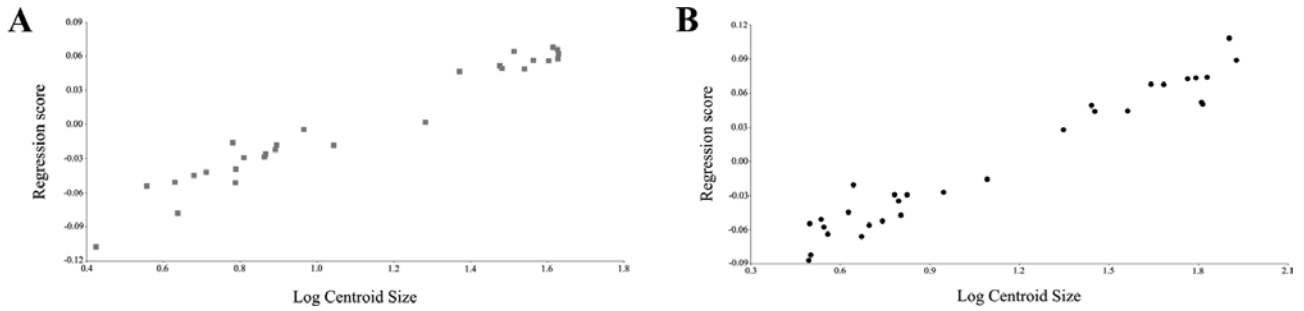 A
Regression score
0.09
0.06
0.03
0.00
-0.03
-0.06
-0.09
-0.12
0.4 0.6 0.8 1.0 1.2 1.4 1.6 1.8
Log Centroid Size
B
Regression score
0.12
0.09
0.06
0.03
0.00
-0.03
-0.06
-0.09
0.3 0.6 0.9 1.2 1.5 1.8 2.1
Log Centroid Size